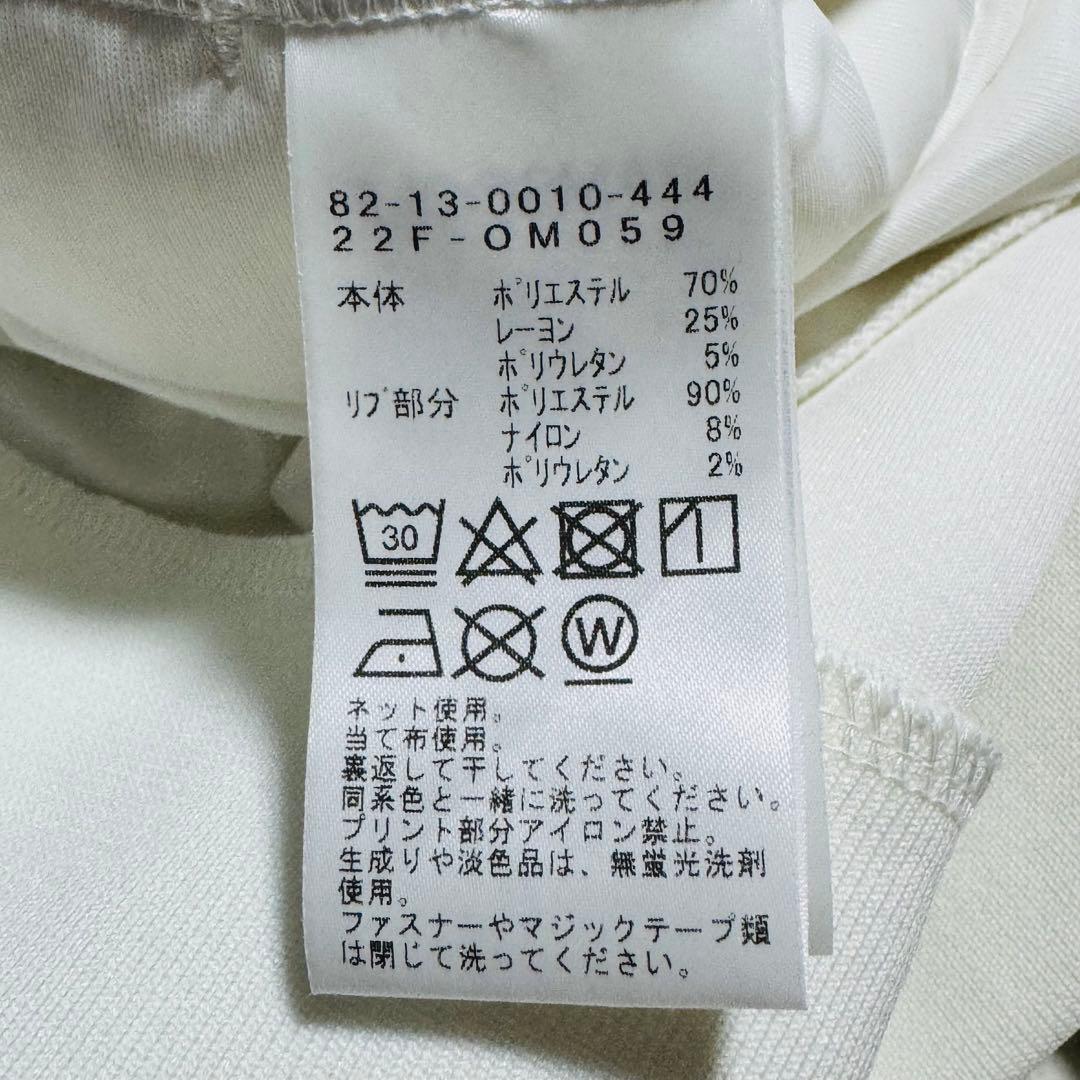 82-13-0010-444
22F-OM059
本体 ポリエステル 70%
レーヨン 25%
ポリウレタン 5%
リブ部分 ポリエステル 90%
ナイロン 8%
ポリウレタン 2%
30
W
ネット使用。
当て布使用。
裏返して干してください。
同系色と一緒に洗ってください。
プリント部分アイロン禁止。
生成りや淡色品は、無蛍光洗剤
使用。
ファスナーやマジックテープ類
は閉じて洗ってください。